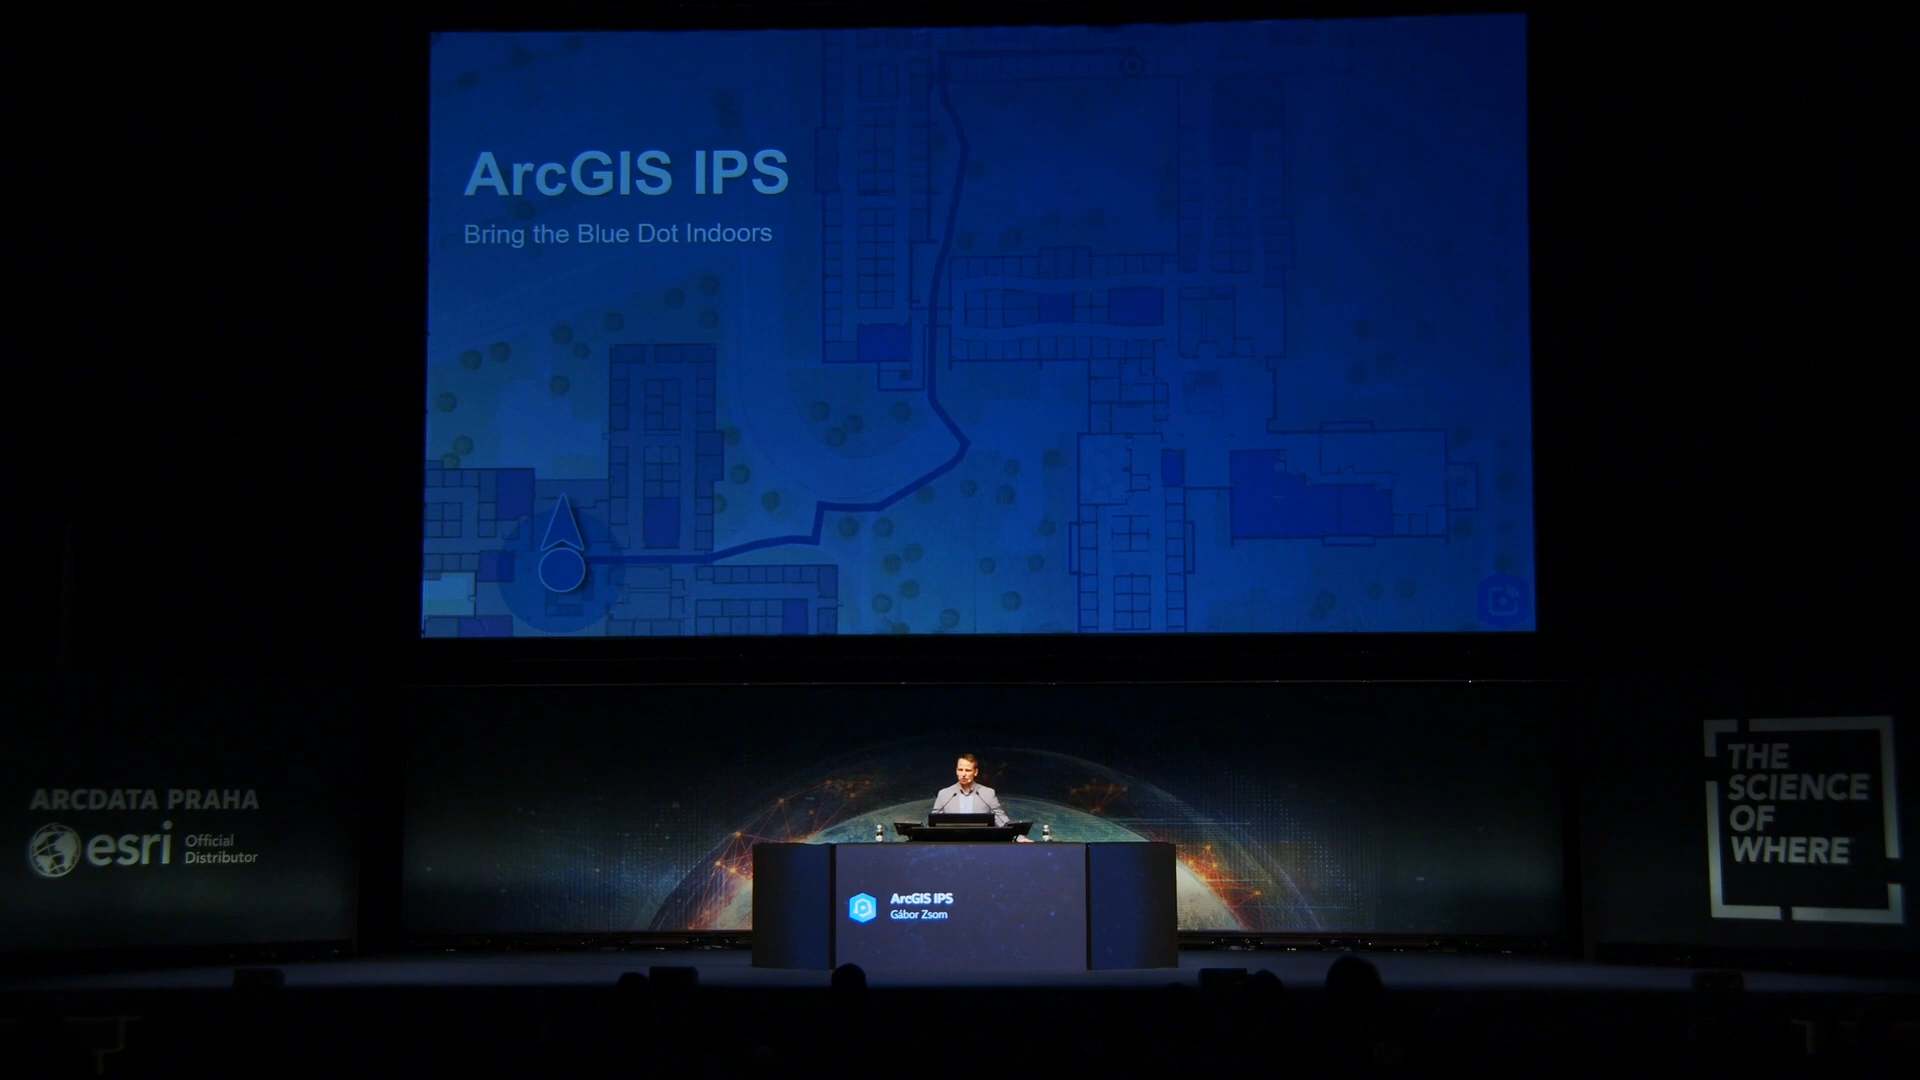 ArcGIS IPS
Bring the Blue Dot Indoors
ARCDATA PRAHA
esri
Official
Distributor
THE
SCIENCE
OF
WHERE
ArcGIS IPS
Gábor Zsom